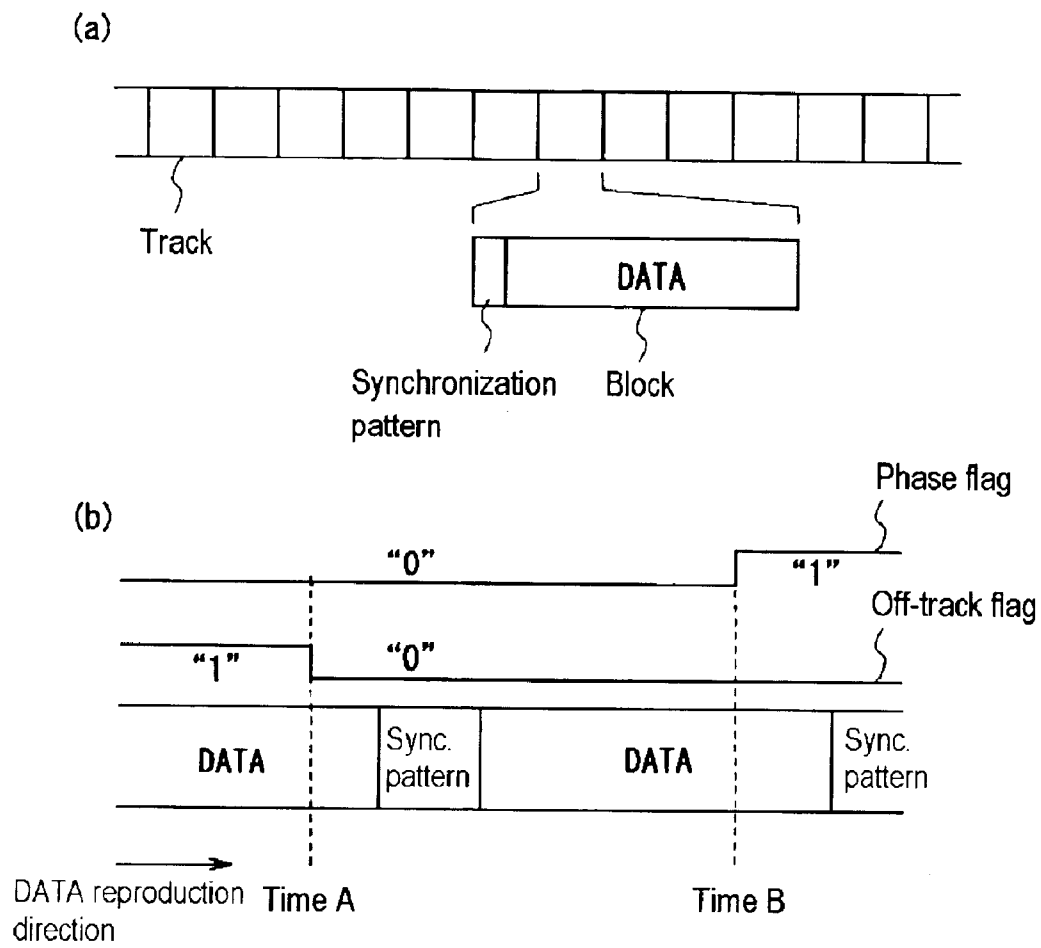 (a)
Track
DATA
Synchronization
pattern
Block
(b)
Phase flag
“0”
“1”
Off-track flag
“1”
“0”
DATA
Sync.
pattern
DATA
Sync.
pattern
DATA reproduction
direction
Time A
Time B